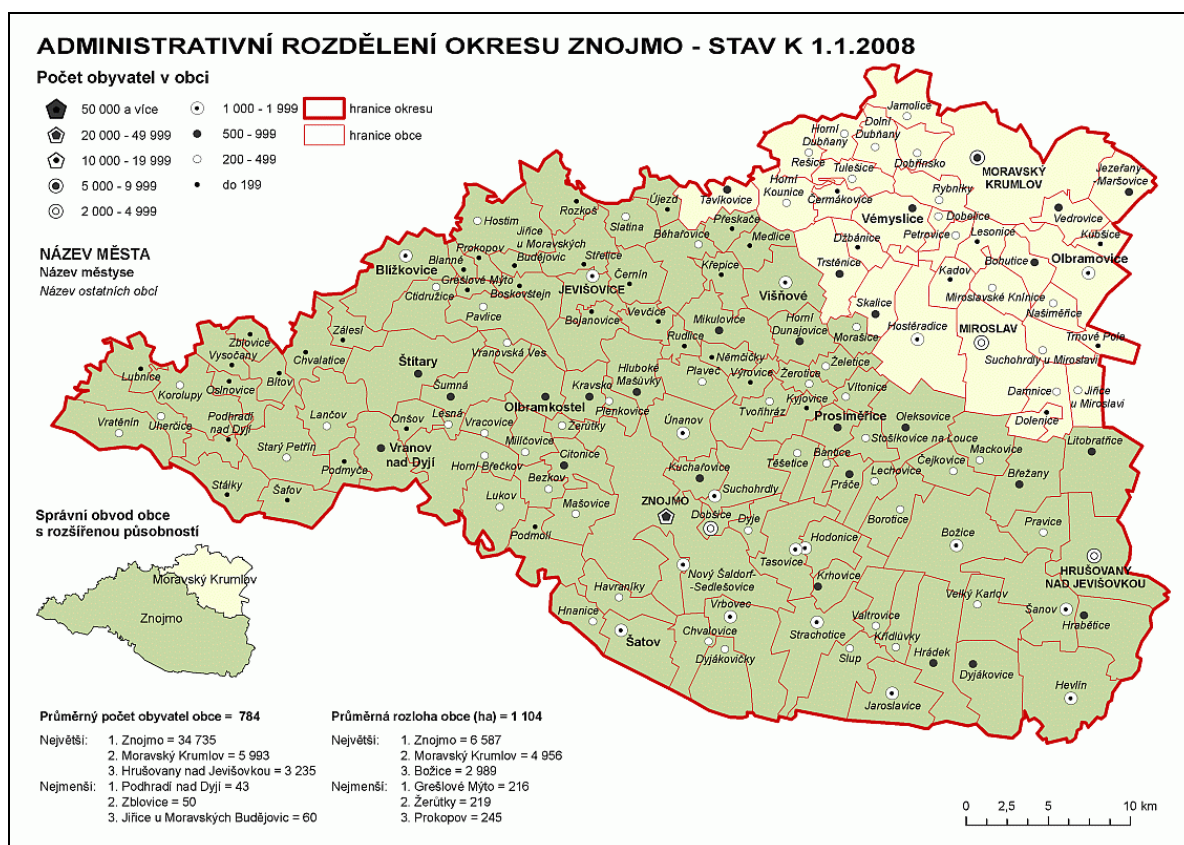 ADMINISTRATIVNÍ ROZDĚLENÍ OKRESU ZNOJMO - STAV K 1.1.2008
Počet obyvatel v obci
50 000 a více
20 000 - 49 999
10 000 - 19 999
5 000 - 9 999
2 000 - 4 999
1 000 - 1 999
500 - 999
200 - 499
do 199
hranice okresu
hranice obce
NÁZEV MĚSTA
Název městyse
Název ostatních obcí
Jamolice
Horní
Dubňany
Dolní
Dubňany
Rešice
Dobřínsko
Tulešice
MORAVSKÝ
KRUMLOV
Jezeřany-
Maršovice
Horní
Kounice
Čermákovice
Rybníky
Tavíkovice
Vémyslice
Dobelice
Petrovice
Lesonice
Vedrovice
Kubšice
Džbánice
Bohutice
Olbramovice
Trstěnice
Kadov
Miroslavské Knínice
Našiměřice
Skalice
Hostěradice
MIROSLAV
Suchohrdly u Miroslavi
Trnové Pole
Damnice
Jiřice
u Miroslavi
Dolenice
Újezd
Rozkoš
Slatina
Hostim
Přeskače
Běhařovice
Medlice
Jiřice
u Moravských
Budějovic
Střelice
Prokopov
Blanné
Blížkovice
Grešlové Mýto
Boskovštejn
JEVIŠOVICE
Černín
Křepice
Višňové
Ctidružice
Pavlice
Bojanovice
Vevčice
Mikulovice
Horní
Dunajovice
Morašice
Rudlice
Zálesí
Zblovice
Vysočany
Chvalatice
Vranovská Ves
Němčičky
Lubnice
Korolupy
Oslnovice
Bítov
Štítary
Šumná
Hluboké
Mašůvky
Plaveč
Výrovice
Žerotice
Želetice
Vítonice
Kravsko
Plenkovice
Olbramkostel
Žerůtky
Tvořihráz
Kyjovice
Prosiměřice
Oleksovice
Vratěnín
Uherčice
Podhradí
nad Dyjí
Lančov
Onšov
Lesná
Vracovice
Milíčovice
Únanov
Stošíkovice na Louce
Starý Petřín
Vranov
nad Dyjí
Horní Břečkov
Citonice
Těšetice
Bantice
Mackovice
Litobratřice
Čejkovice
Lechovice
Břežany
Podmyče
Bezkov
Kuchařovice
Práče
Stálky
Šafov
Lukov
Mašovice
ZNOJMO
Suchohrdly
Dobšice
Dyje
Borotice
Podmolí
Hodonice
Tasovice
Božice
Pravice
HRUŠOVANY
NAD JEVIŠOVKOU
Nový Šaldorf-
Sedlešovice
Krhovice
Havraníky
Vrbovec
Velký Karlov
Šanov
Hrabětice
Hnanice
Šatov
Chvalovice
Strachotice
Valtrovice
Křídlůvky
Dyjákovičky
Slup
Hrádek
Dyjákovice
Hevlín
Jaroslavice
Správní obvod obce
s rozšířenou působností
Moravský Krumlov
Znojmo
Průměrný počet obyvatel obce = 784
Největší: 1. Znojmo = 34 735
2. Moravský Krumlov = 5 993
3. Hrušovany nad Jevišovkou = 3 235
Nejmenší: 1. Podhradí nad Dyjí = 43
2. Zblovice = 50
3. Jiřice u Moravských Budějovic = 60
Průměrná rozloha obce (ha) = 1 104
Největší: 1. Znojmo = 6 587
2. Moravský Krumlov = 4 956
3. Božice = 2 989
Nejmenší: 1. Grešlové Mýto = 216
2. Žerůtky = 219
3. Prokopov = 245
0 2,5 5 10 km